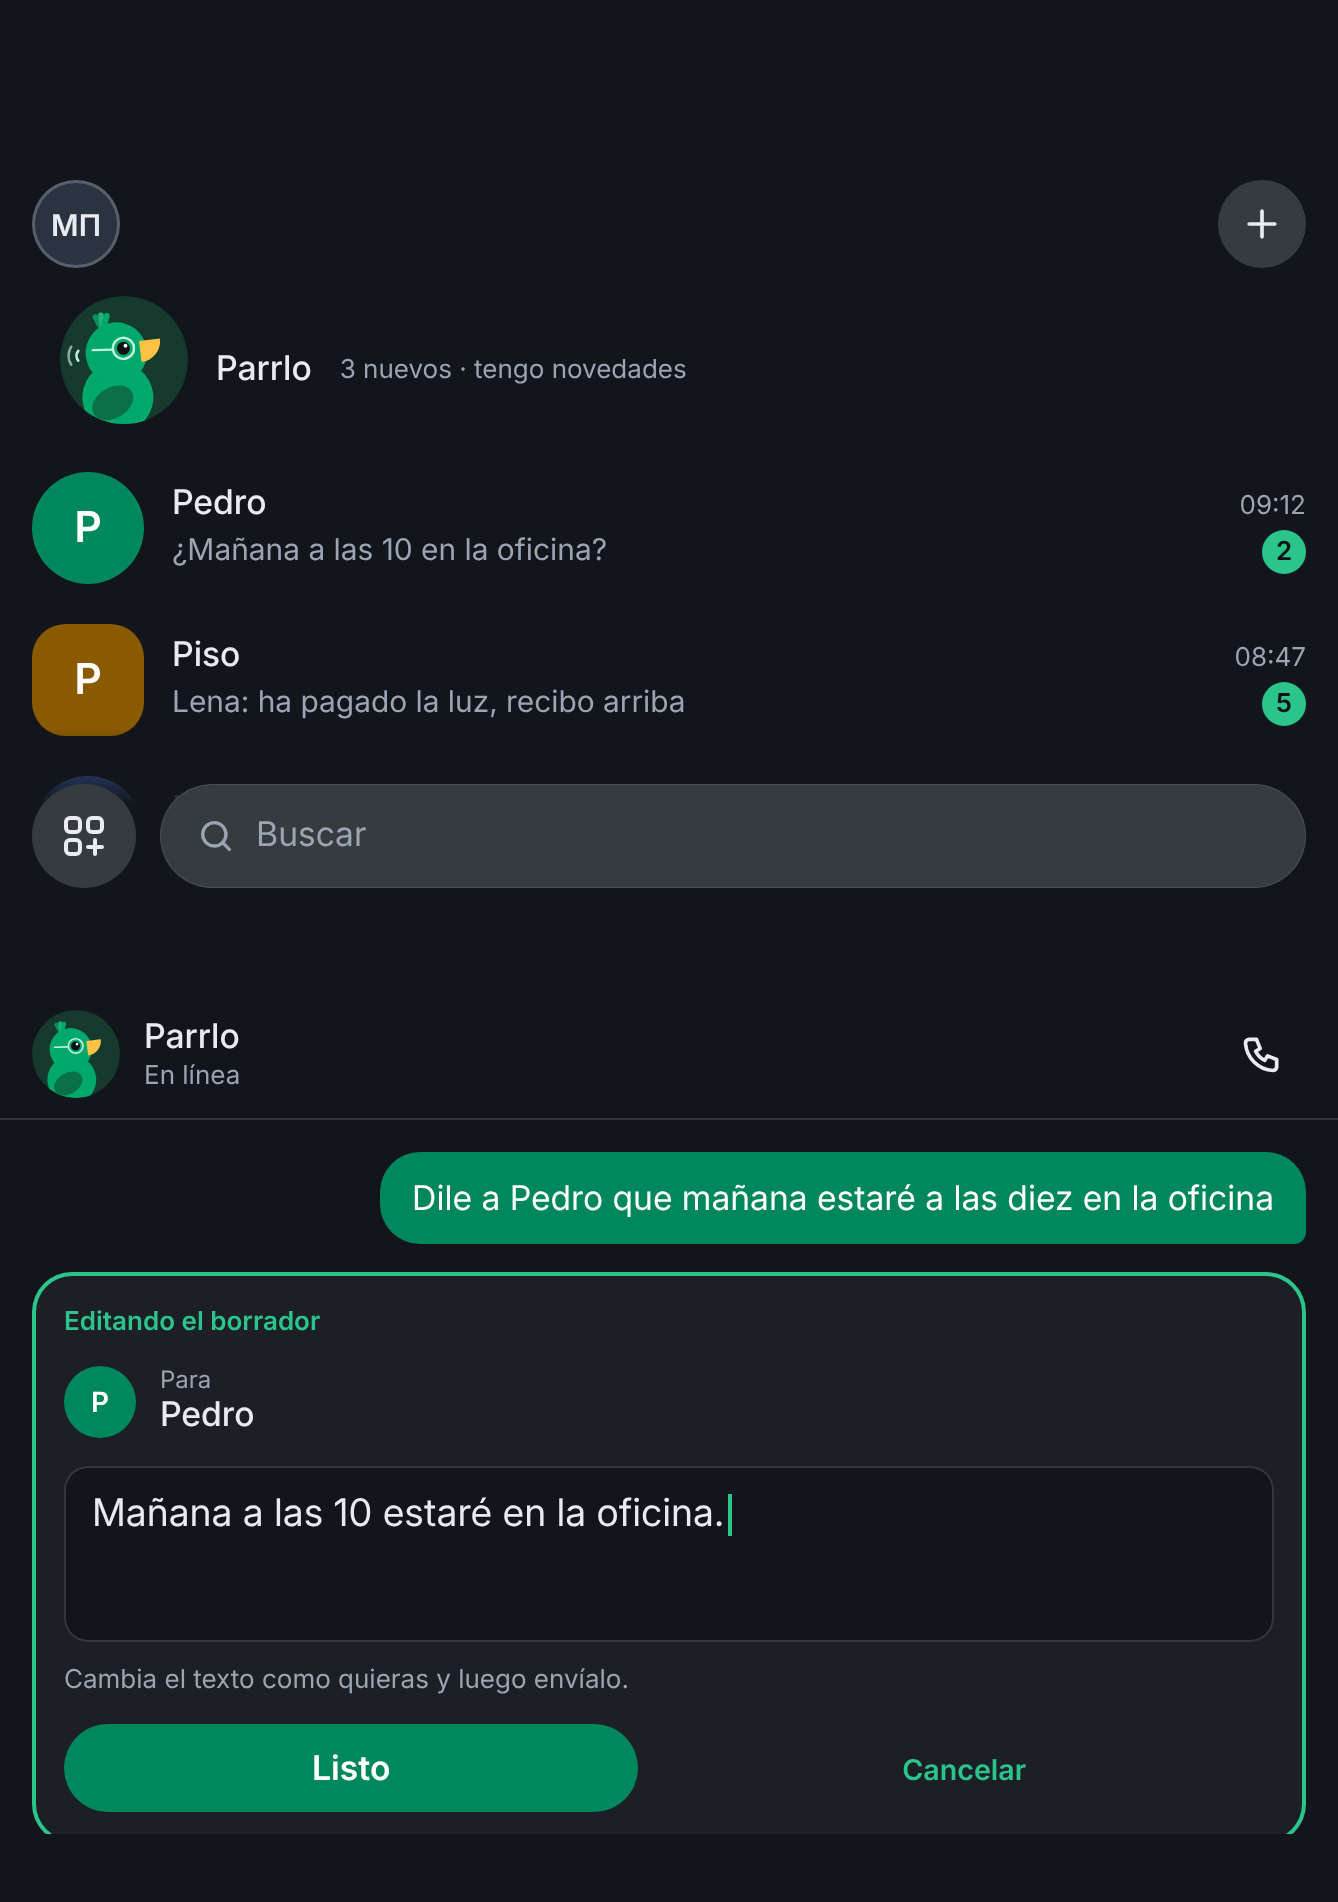 МП
Parrlo 3 nuevos · tengo novedades
P
Pedro
09:12
¿Mañana a las 10 en la oficina?
2
P
Piso
08:47
Lena: ha pagado la luz, recibo arriba
5
Buscar
Parrlo
En línea
Dile a Pedro que mañana estaré a las diez en la oficina
Editando el borrador
P
Para
Pedro
Mañana a las 10 estaré en la oficina.
Cambia el texto como quieras y luego envíalo.
Listo
Cancelar